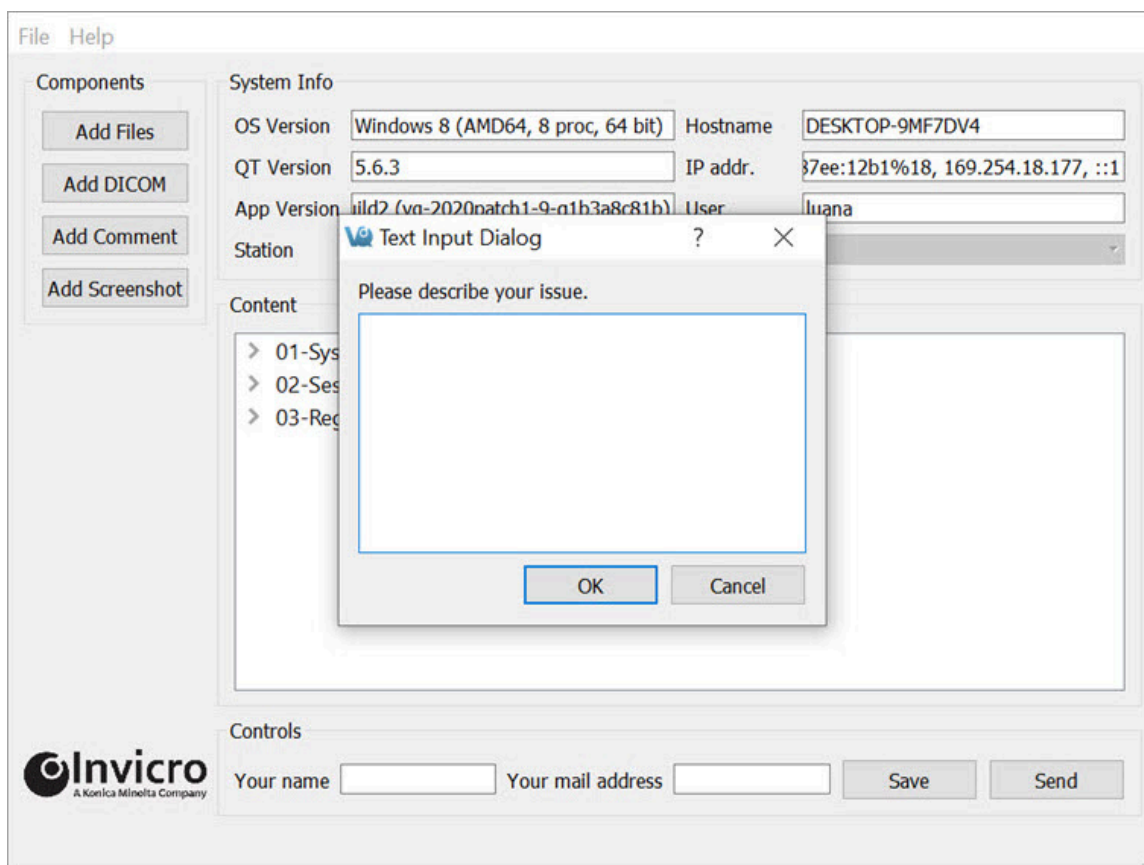 File Help
Components
Add Files
Add DICOM
Add Comment
Add Screenshot
System Info
OS Version Windows 8 (AMD64, 8 proc, 64 bit) Hostname DESKTOP-9MF7DV4
QT Version 5.6.3 IP addr. 37ee:12b1%18, 169.254.18.177, ::1
App Version uild2 (vq-2020patch1-9-g1b3a8c81b) User luana
Station
Text Input Dialog ? X
Please describe your issue.
OK Cancel
Content
01-Sys
02-Ses
03-Reg
Controls
Your name Your mail address Save Send
Invicro
A Konica Minolta Company